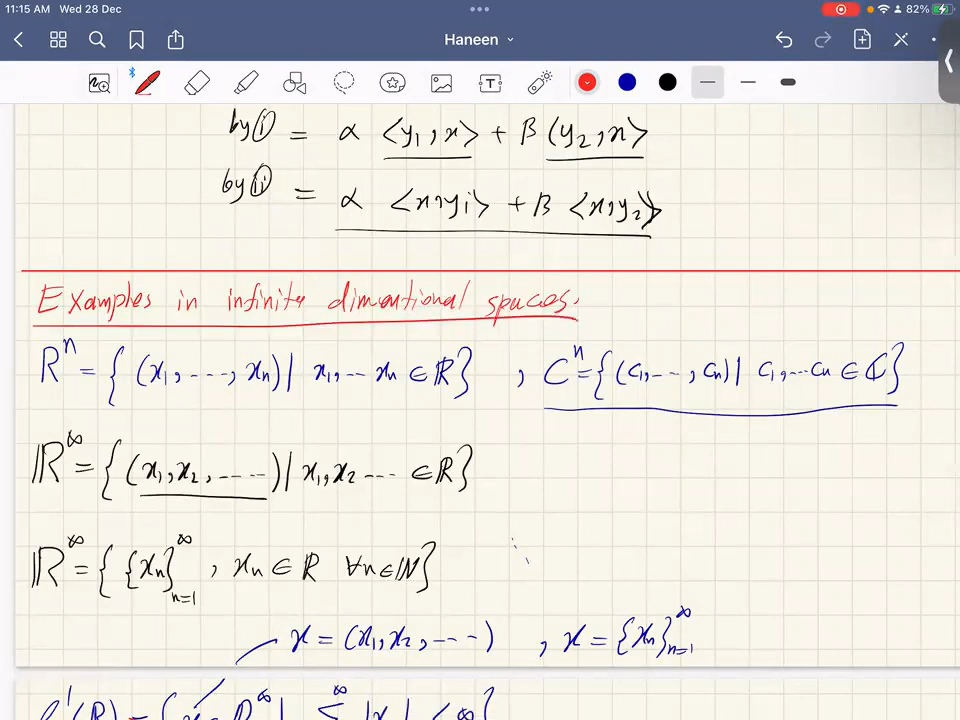 11:15 AM Wed 28 Dec
82%
Haneen
by ① = α <y₁, x> + β (y₂, x>
by ② = α <x, y₁> + β <x, y₂>
Examples in infinite dimentional spaces.
Rⁿ = { (x₁, ---, xₙ) | x₁, --- xₙ ∈ ℝ} , Cⁿ = {(c₁, --, cₙ) | c₁, --- cₙ ∈ ℂ}
ℝ^∞ = { (x₁, x₂, -----) | x₁, x₂ ---- ∈ ℝ}
ℝ^∞ = { {xₙ}_{n=1}^∞ , xₙ ∈ ℝ ∀n ∈ ℕ}
x = (x₁, x₂, ----) , x = {xₙ}_{n=1}^∞